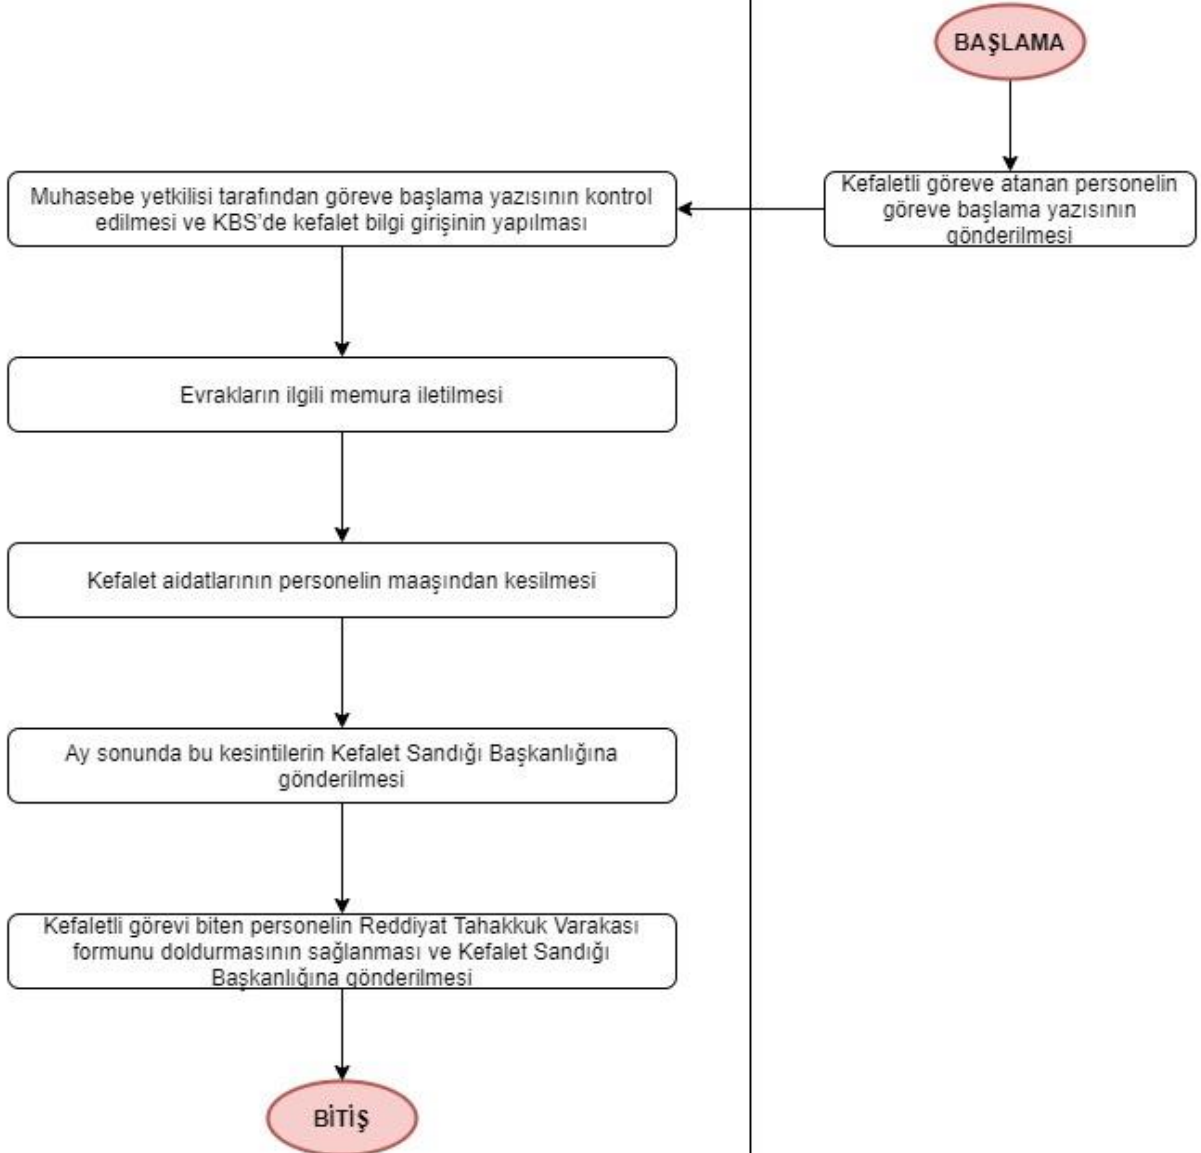 BAŞLAMA
Kefaletli göreve atanan personelin
göreve başlama yazısının
gönderilmesi
Muhasebe yetkilisi tarafından göreve başlama yazısının kontrol
edilmesi ve KBS'de kefalet bilgi girişinin yapılması
Evrakların ilgili memura iletilmesi
Kefalet aidatlarının personelin maaşından kesilmesi
Ay sonunda bu kesintilerin Kefalet Sandığı Başkanlığına
gönderilmesi
Kefaletli görevi biten personelin Reddiyat Tahakkuk Varakası
formunu doldurmasının sağlanması ve Kefalet Sandığı
Başkanlığına gönderilmesi
BİTİŞ